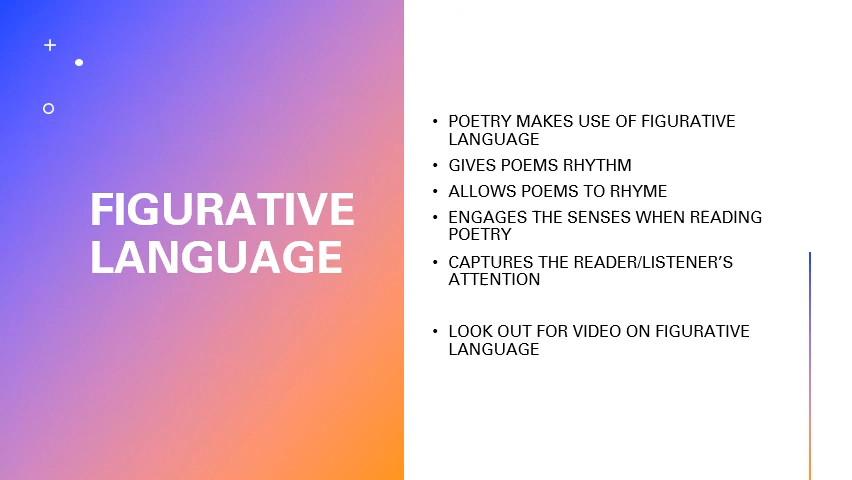 FIGURATIVE
LANGUAGE
• POETRY MAKES USE OF FIGURATIVE
LANGUAGE
• GIVES POEMS RHYTHM
• ALLOWS POEMS TO RHYME
• ENGAGES THE SENSES WHEN READING
POETRY
• CAPTURES THE READER/LISTENER’S
ATTENTION
• LOOK OUT FOR VIDEO ON FIGURATIVE
LANGUAGE